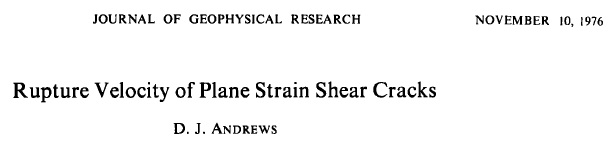 JOURNAL OF GEOPHYSICAL RESEARCH NOVEMBER 10, 1976
Rupture Velocity of Plane Strain Shear Cracks
D. J. ANDREWS